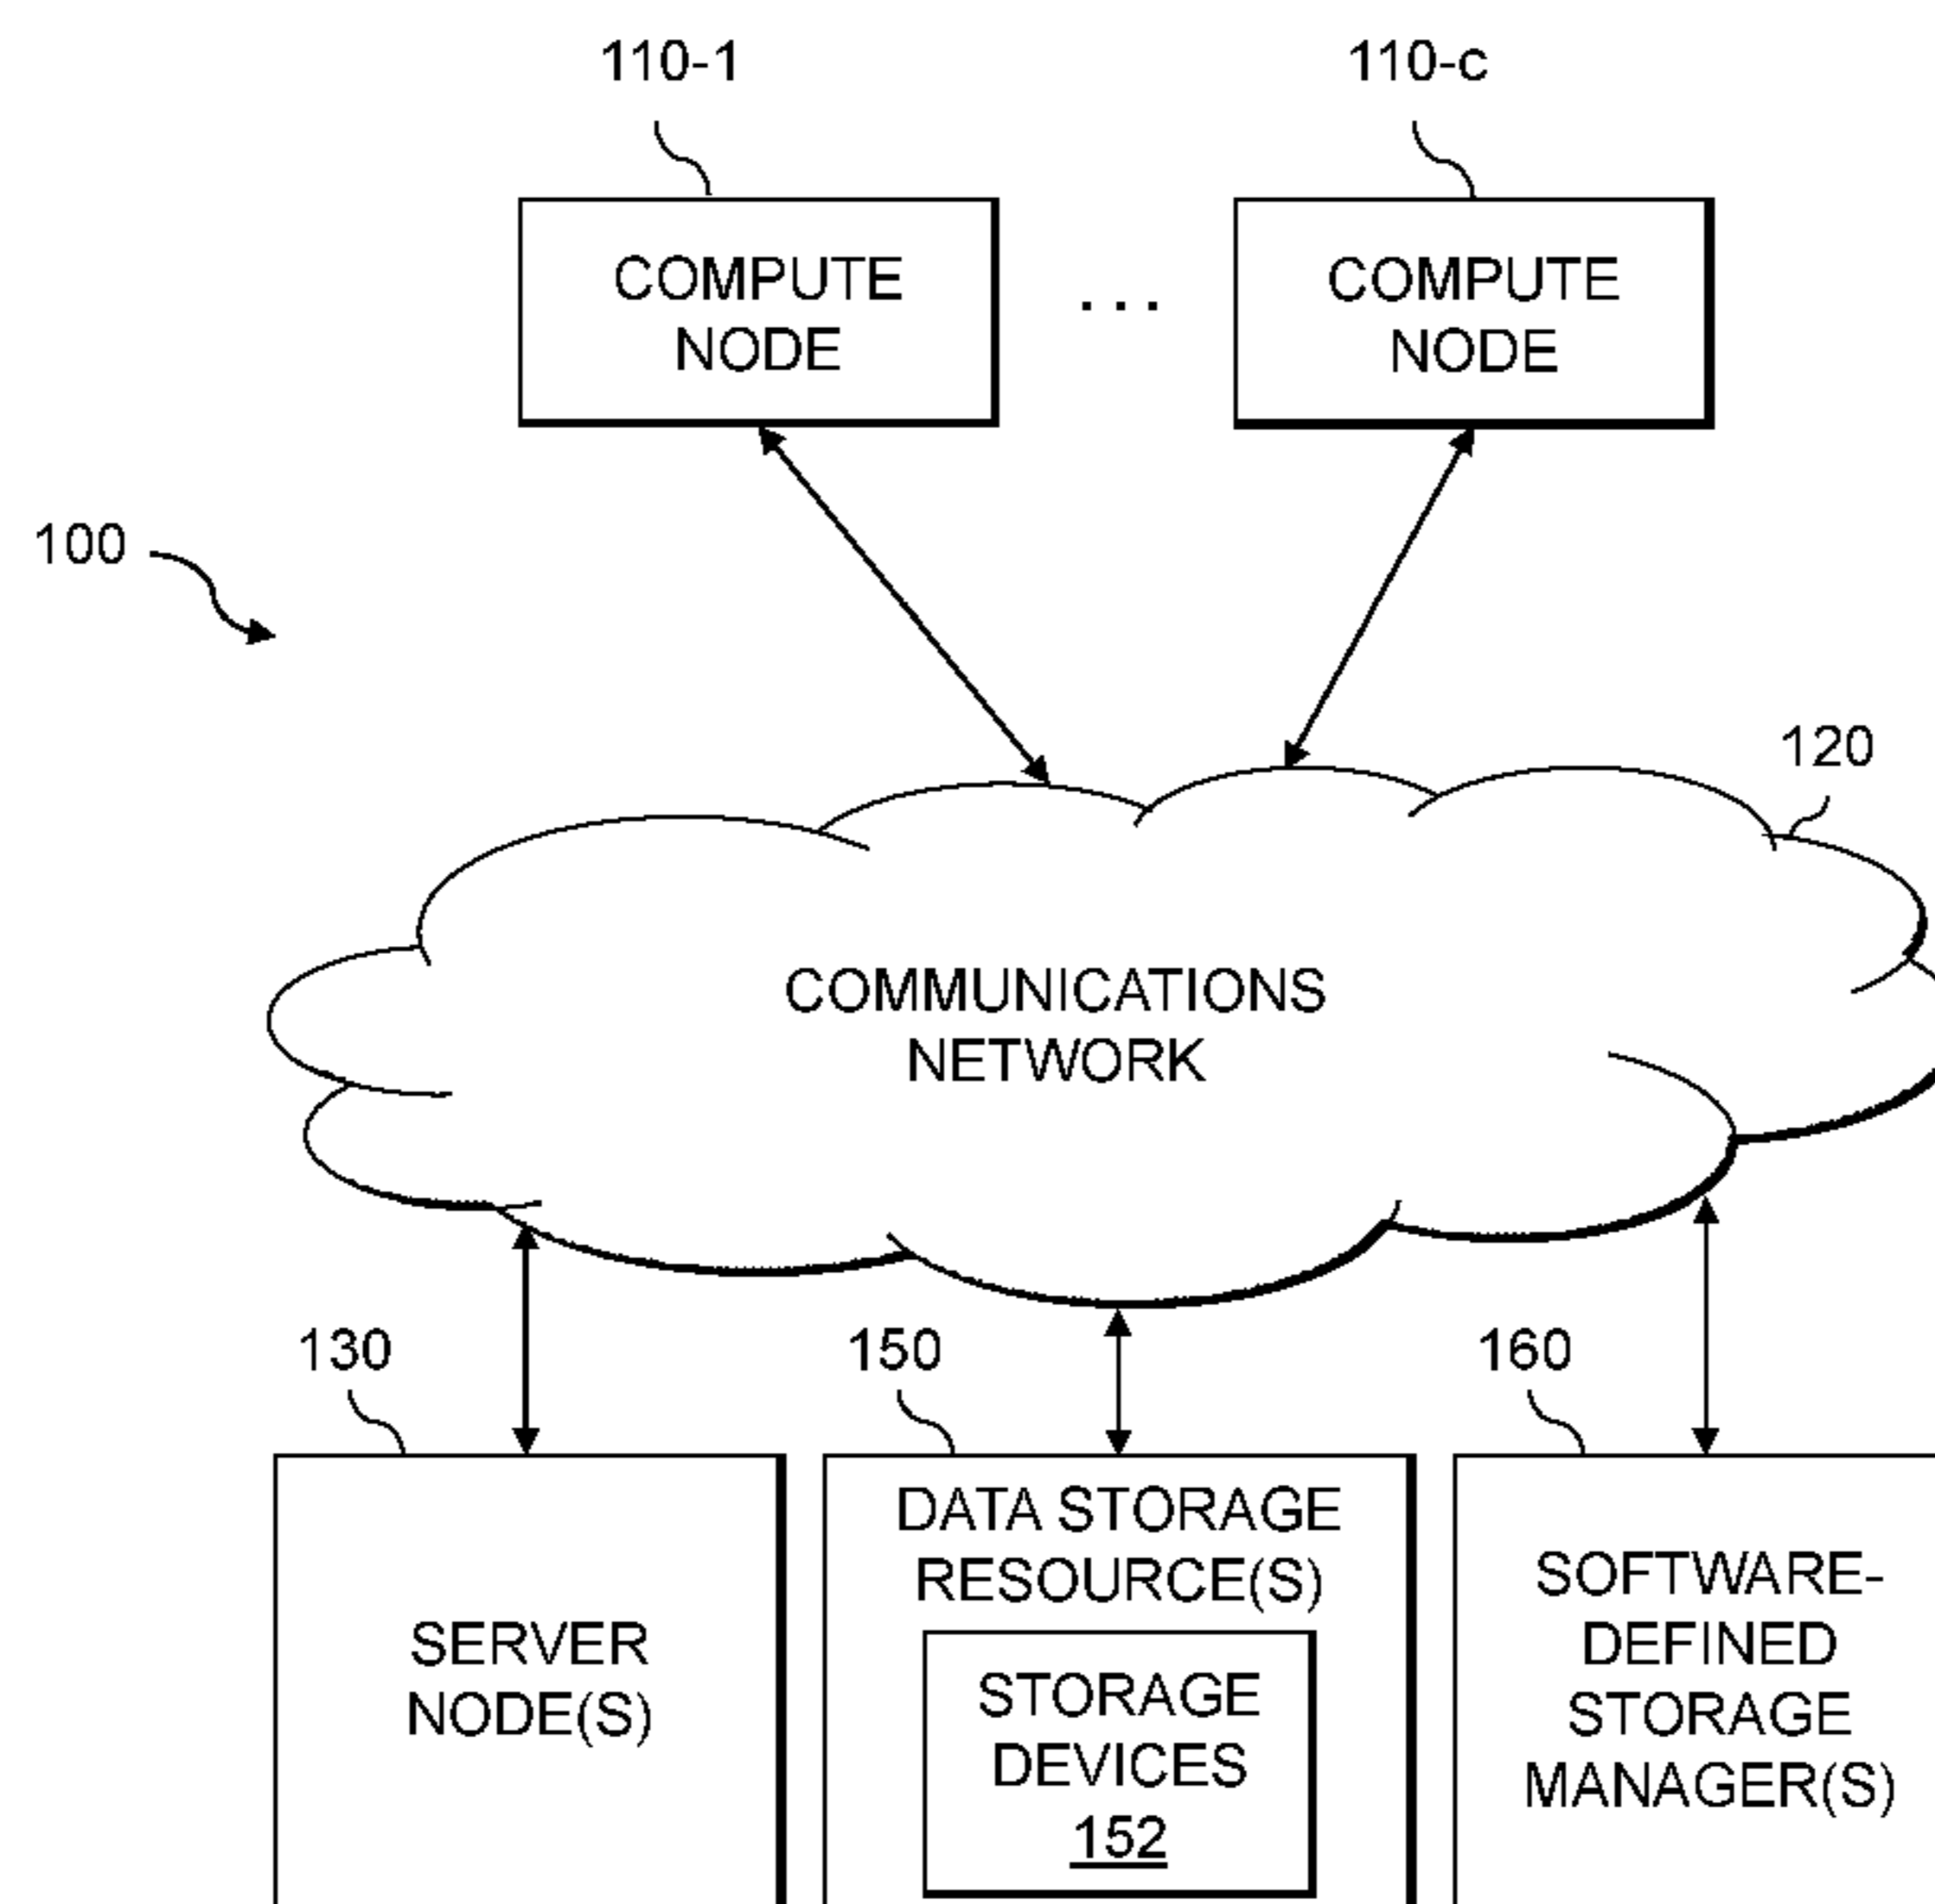 110-1
110-c
COMPUTE
NODE
...
COMPUTE
NODE
100
120
COMMUNICATIONS
NETWORK
130
150
160
SERVER
NODE(S)
DATA STORAGE
RESOURCE(S)
STORAGE
DEVICES
152
SOFTWARE-
DEFINED
STORAGE
MANAGER(S)